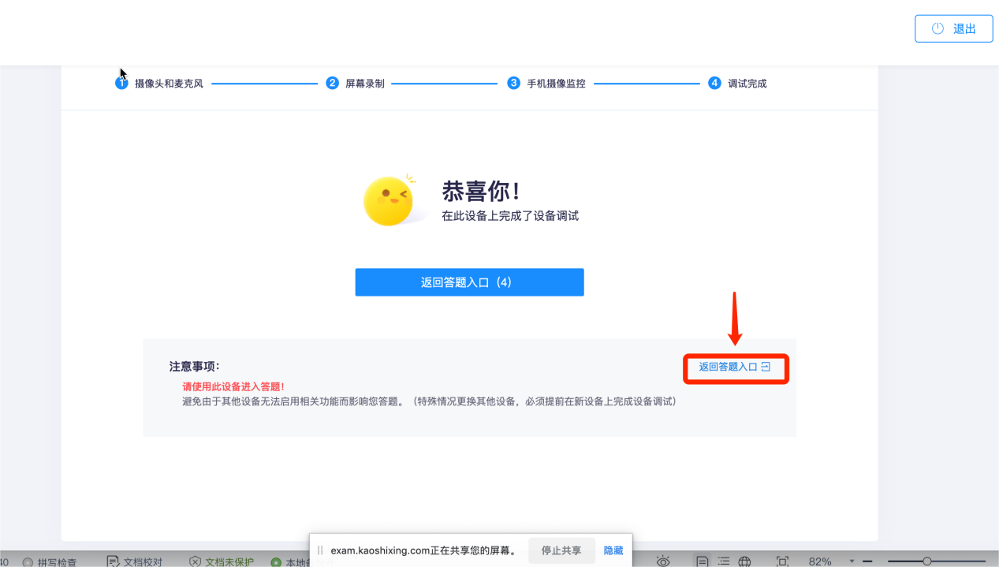 退出
1 摄像头和麦克风 2 屏幕录制 3 手机摄像监控 4 调试完成
恭喜你!
在此设备上完成了设备调试
返回答题入口（4）
注意事项:
返回答题入口
请使用此设备进入答题!
避免由于其他设备无法启用相关功能而影响您答题。（特殊情况更换其他设备，必须提前在新设备上完成设备调试）
exam.kaoshixing.com正在共享您的屏幕。 停止共享 隐藏
拼写检查 文档校对 文档未保护 本地 82%